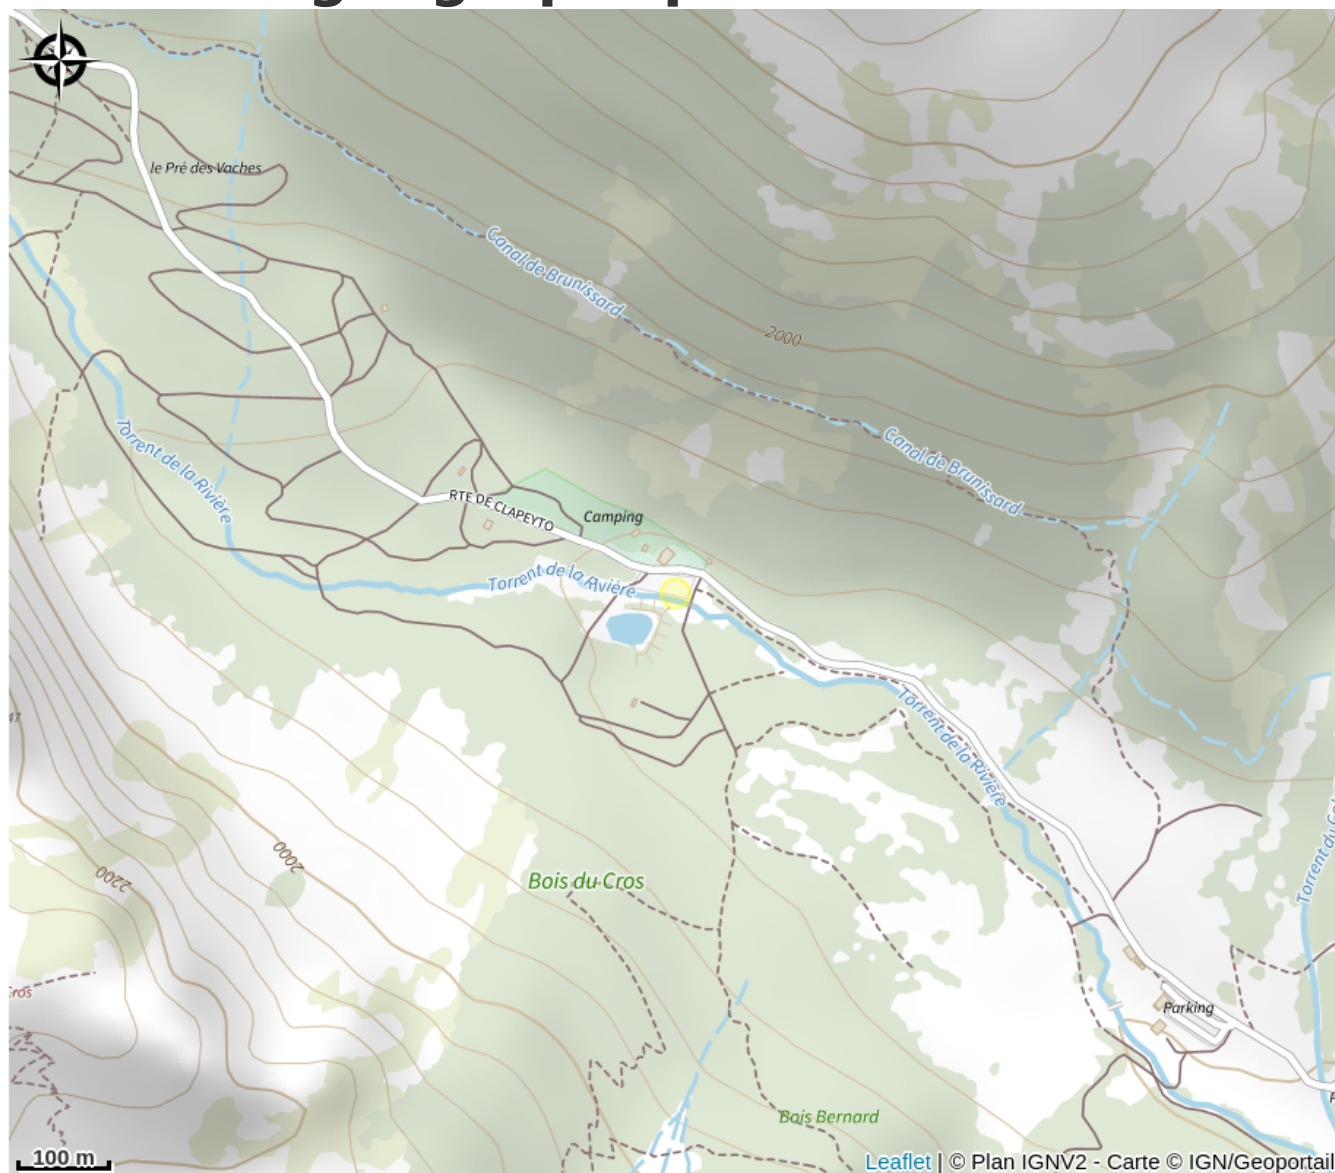 le Pré des Vaches
Canal de Brunissard
2000
Torrent de la Rivière
Canal de Brunissard
RTE DE CLAPEYTO
Camping
Torrent de la Rivière
Torrent de la Rivière
47
2000
2200
Bois du Cros
Cros
Parking
Bois Bernard
100 m
Leaflet | © Plan IGNV2 - Carte © IGN/Geoportail